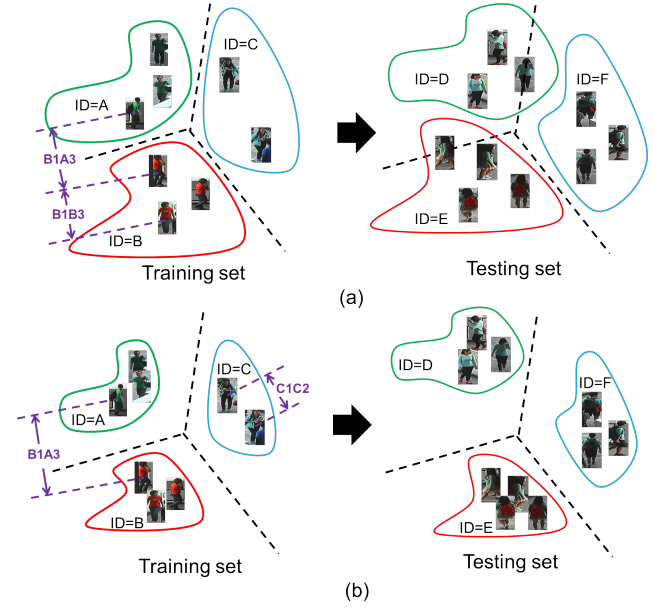 ID=C
ID=A
B1A3
B1B3
ID=B
Training set
ID=D
ID=F
ID=E
Testing set
(a)
ID=C
C1C2
ID=A
B1A3
ID=B
Training set
ID=D
ID=F
ID=E
Testing set
(b)